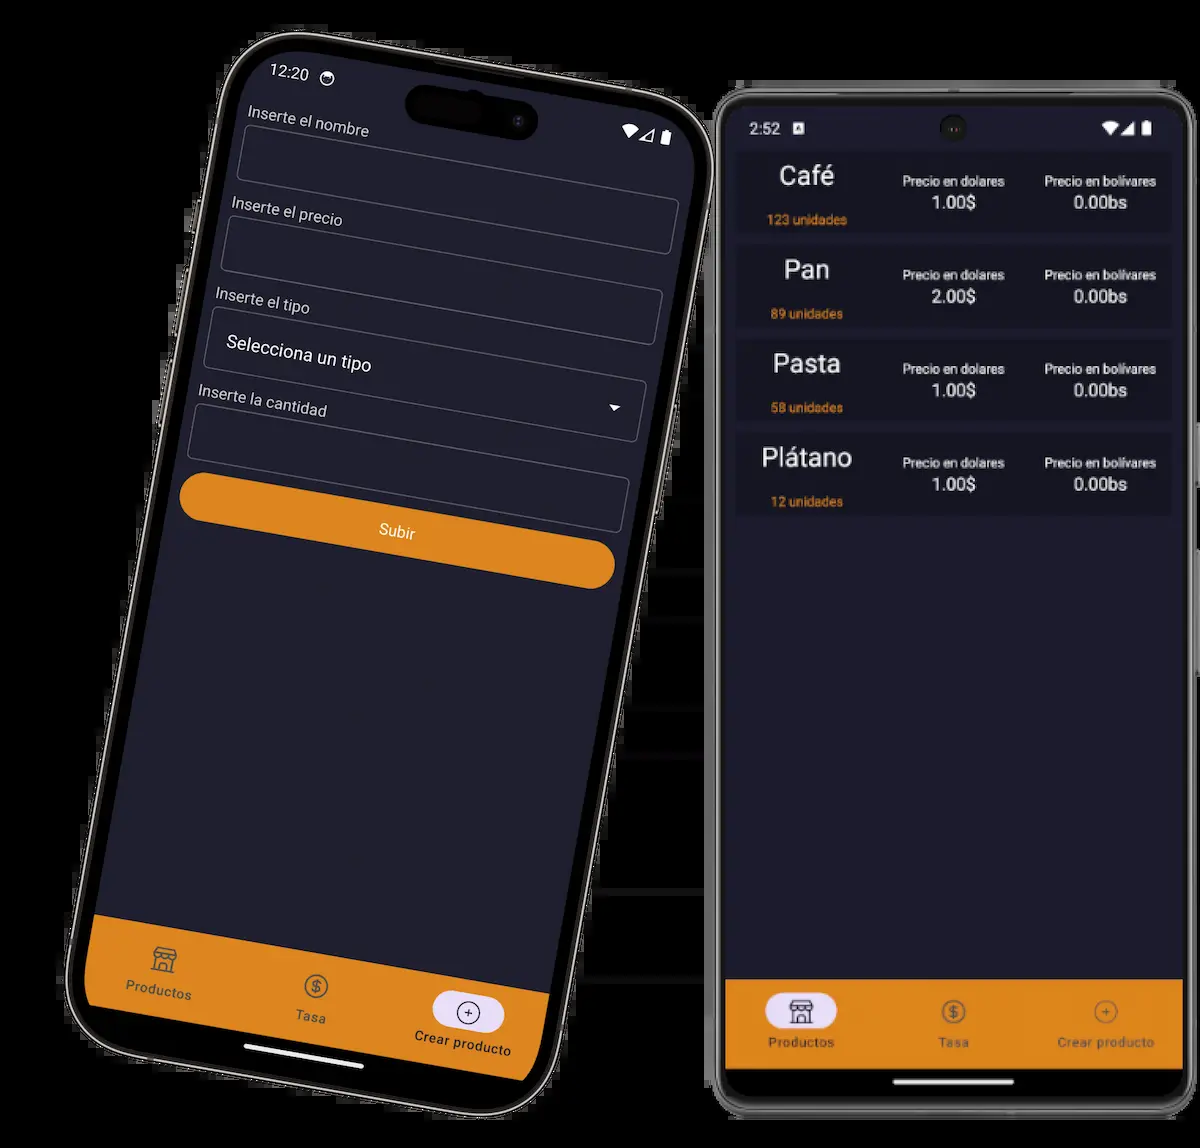 12:20
Inserte el nombre
Inserte el precio
Inserte el tipo
Selecciona un tipo
Inserte la cantidad
Subir
Productos
Tasa
Crear producto
2:52
Café
123 unidades
Precio en dolares
1.00$
Precio en bolívares
0.00bs
Pan
89 unidades
Precio en dolares
2.00$
Precio en bolívares
0.00bs
Pasta
58 unidades
Precio en dolares
1.00$
Precio en bolívares
0.00bs
Plátano
12 unidades
Precio en dolares
1.00$
Precio en bolívares
0.00bs
Productos
Tasa
Crear producto